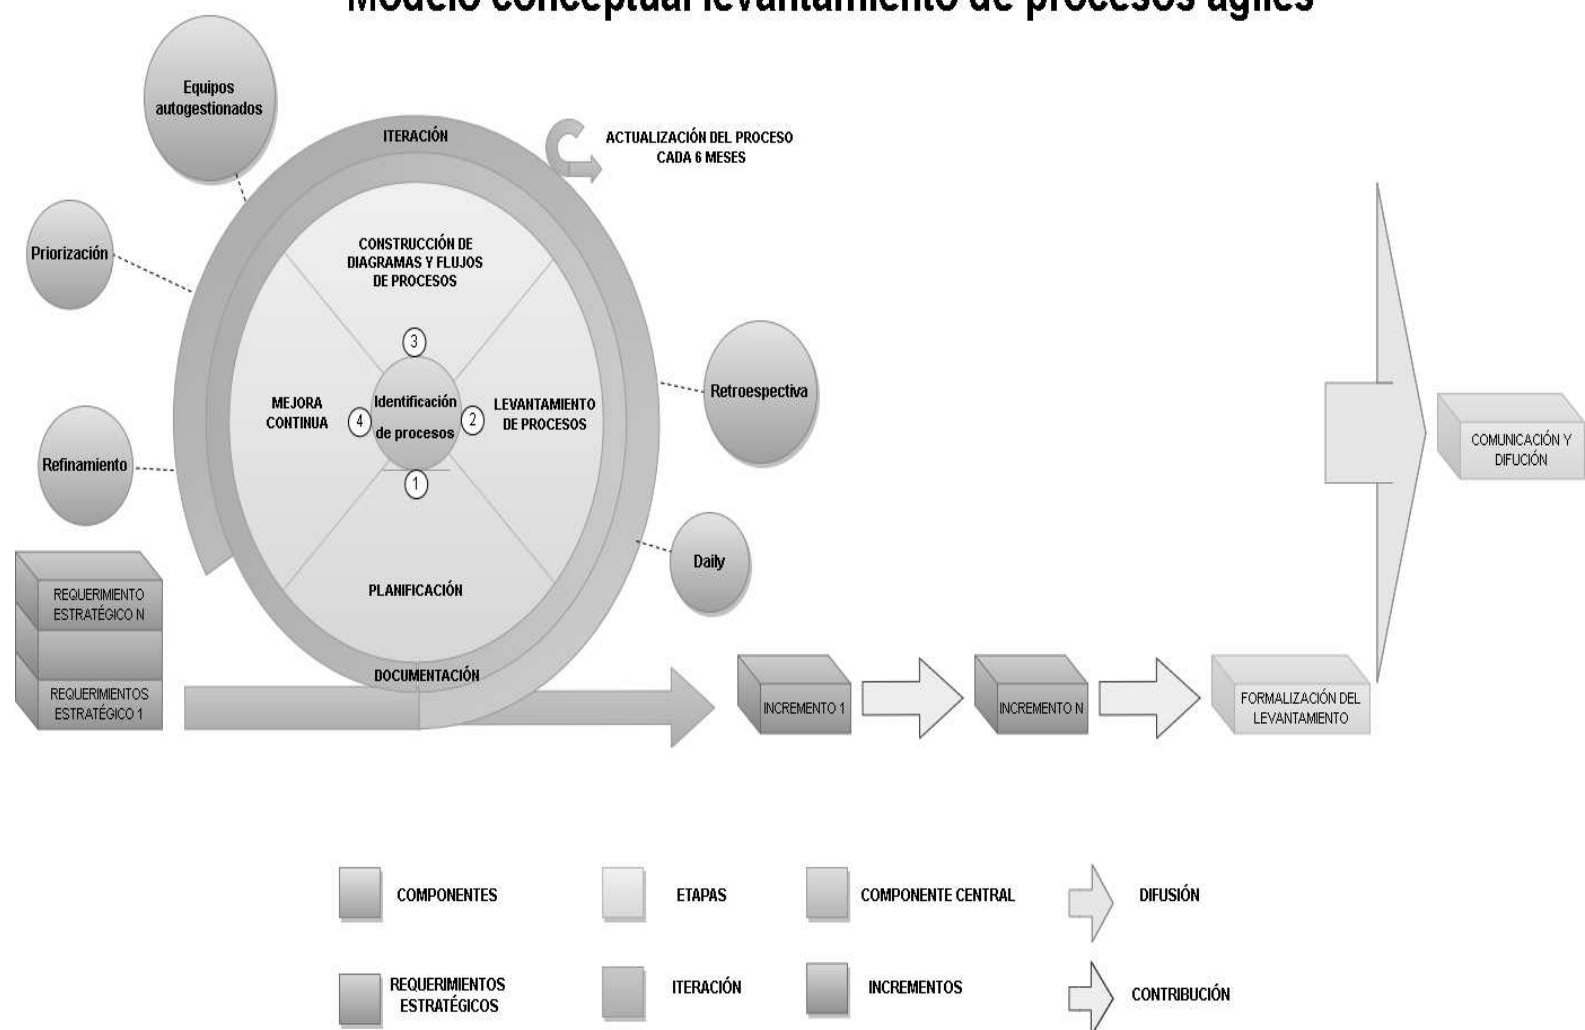 Modelo conceptual levantamiento de procesos ágiles
Equipos
autogestionados
ITERACIÓN
ACTUALIZACIÓN DEL PROCESO
CADA 6 MESES
Priorización
CONSTRUCCIÓN DE
DIAGRAMAS Y FLUJOS
DE PROCESOS
3
Retroespectiva
MEJORA
CONTINUA
4
Identificación
de procesos
2
LEVANTAMIENTO
DE PROCESOS
1
Refinamiento
COMUNICACIÓN Y
DIFUCIÓN
Daily
PLANIFICACIÓN
REQUERIMIENTO
ESTRATÉGICO N
REQUERIMIENTOS
ESTRATÉGICO 1
DOCUMENTACIÓN
INCREMENTO 1
INCREMENTO N
FORMALIZACIÓN DEL
LEVANTAMIENTO
COMPONENTES
ETAPAS
COMPONENTE CENTRAL
DIFUSIÓN
REQUERIMIENTOS
ESTRATÉGICOS
ITERACIÓN
INCREMENTOS
CONTRIBUCIÓN